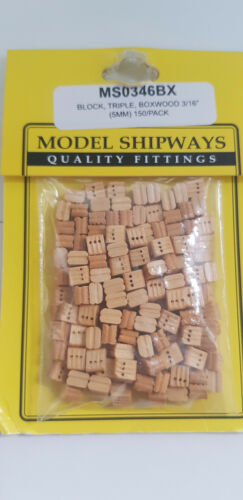 MS0346BX
BLOCK, TRIPLE, BOXWOOD 3/16"
(5MM) 150/PACK
MODEL SHIPWAYS
QUALITY FITTINGS